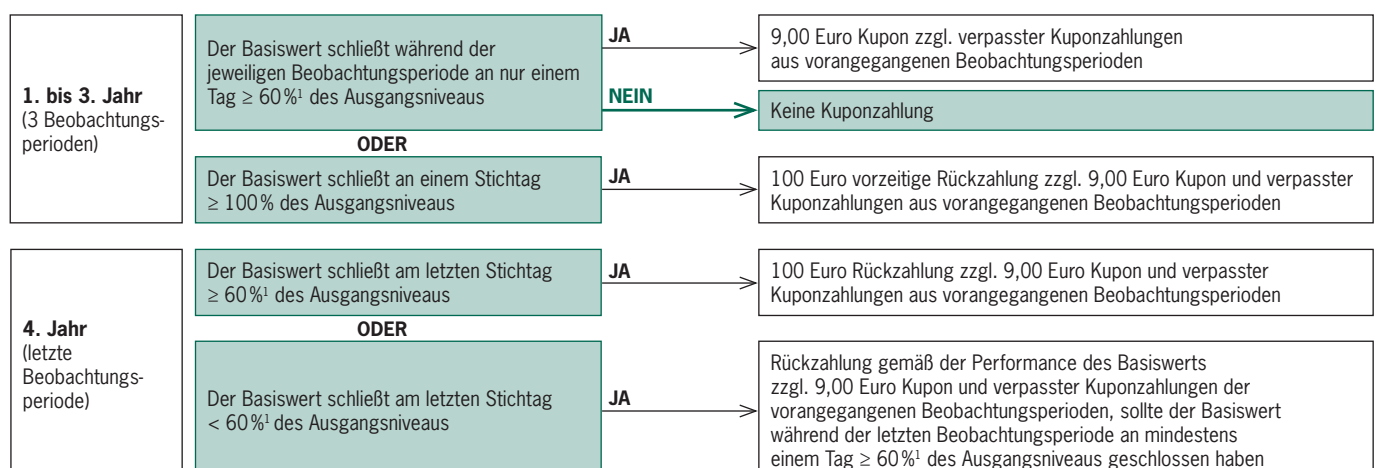 1. bis 3. Jahr
(3 Beobachtungs-
perioden)
Der Basiswert schließt während der
jeweiligen Beobachtungsperiode an nur einem
Tag ≥ 60%¹ des Ausgangsniveaus
JA
9,00 Euro Kupon zzgl. verpasster Kuponzahlungen
aus vorangegangenen Beobachtungsperioden
NEIN
Keine Kuponzahlung
ODER
Der Basiswert schließt an einem Stichtag
≥ 100% des Ausgangsniveaus
JA
100 Euro vorzeitige Rückzahlung zzgl. 9,00 Euro Kupon und verpasster
Kuponzahlungen aus vorangegangenen Beobachtungsperioden
4. Jahr
(letzte
Beobachtungs-
periode)
Der Basiswert schließt am letzten Stichtag
≥ 60%¹ des Ausgangsniveaus
JA
100 Euro Rückzahlung zzgl. 9,00 Euro Kupon und verpasster
Kuponzahlungen aus vorangegangenen Beobachtungsperioden
ODER
Der Basiswert schließt am letzten Stichtag
< 60%¹ des Ausgangsniveaus
JA
Rückzahlung gemäß der Performance des Basiswerts
zzgl. 9,00 Euro Kupon und verpasster Kuponzahlungen der
vorangegangenen Beobachtungsperioden, sollte der Basiswert
während der letzten Beobachtungsperiode an mindestens
einem Tag ≥ 60%¹ des Ausgangsniveaus geschlossen haben